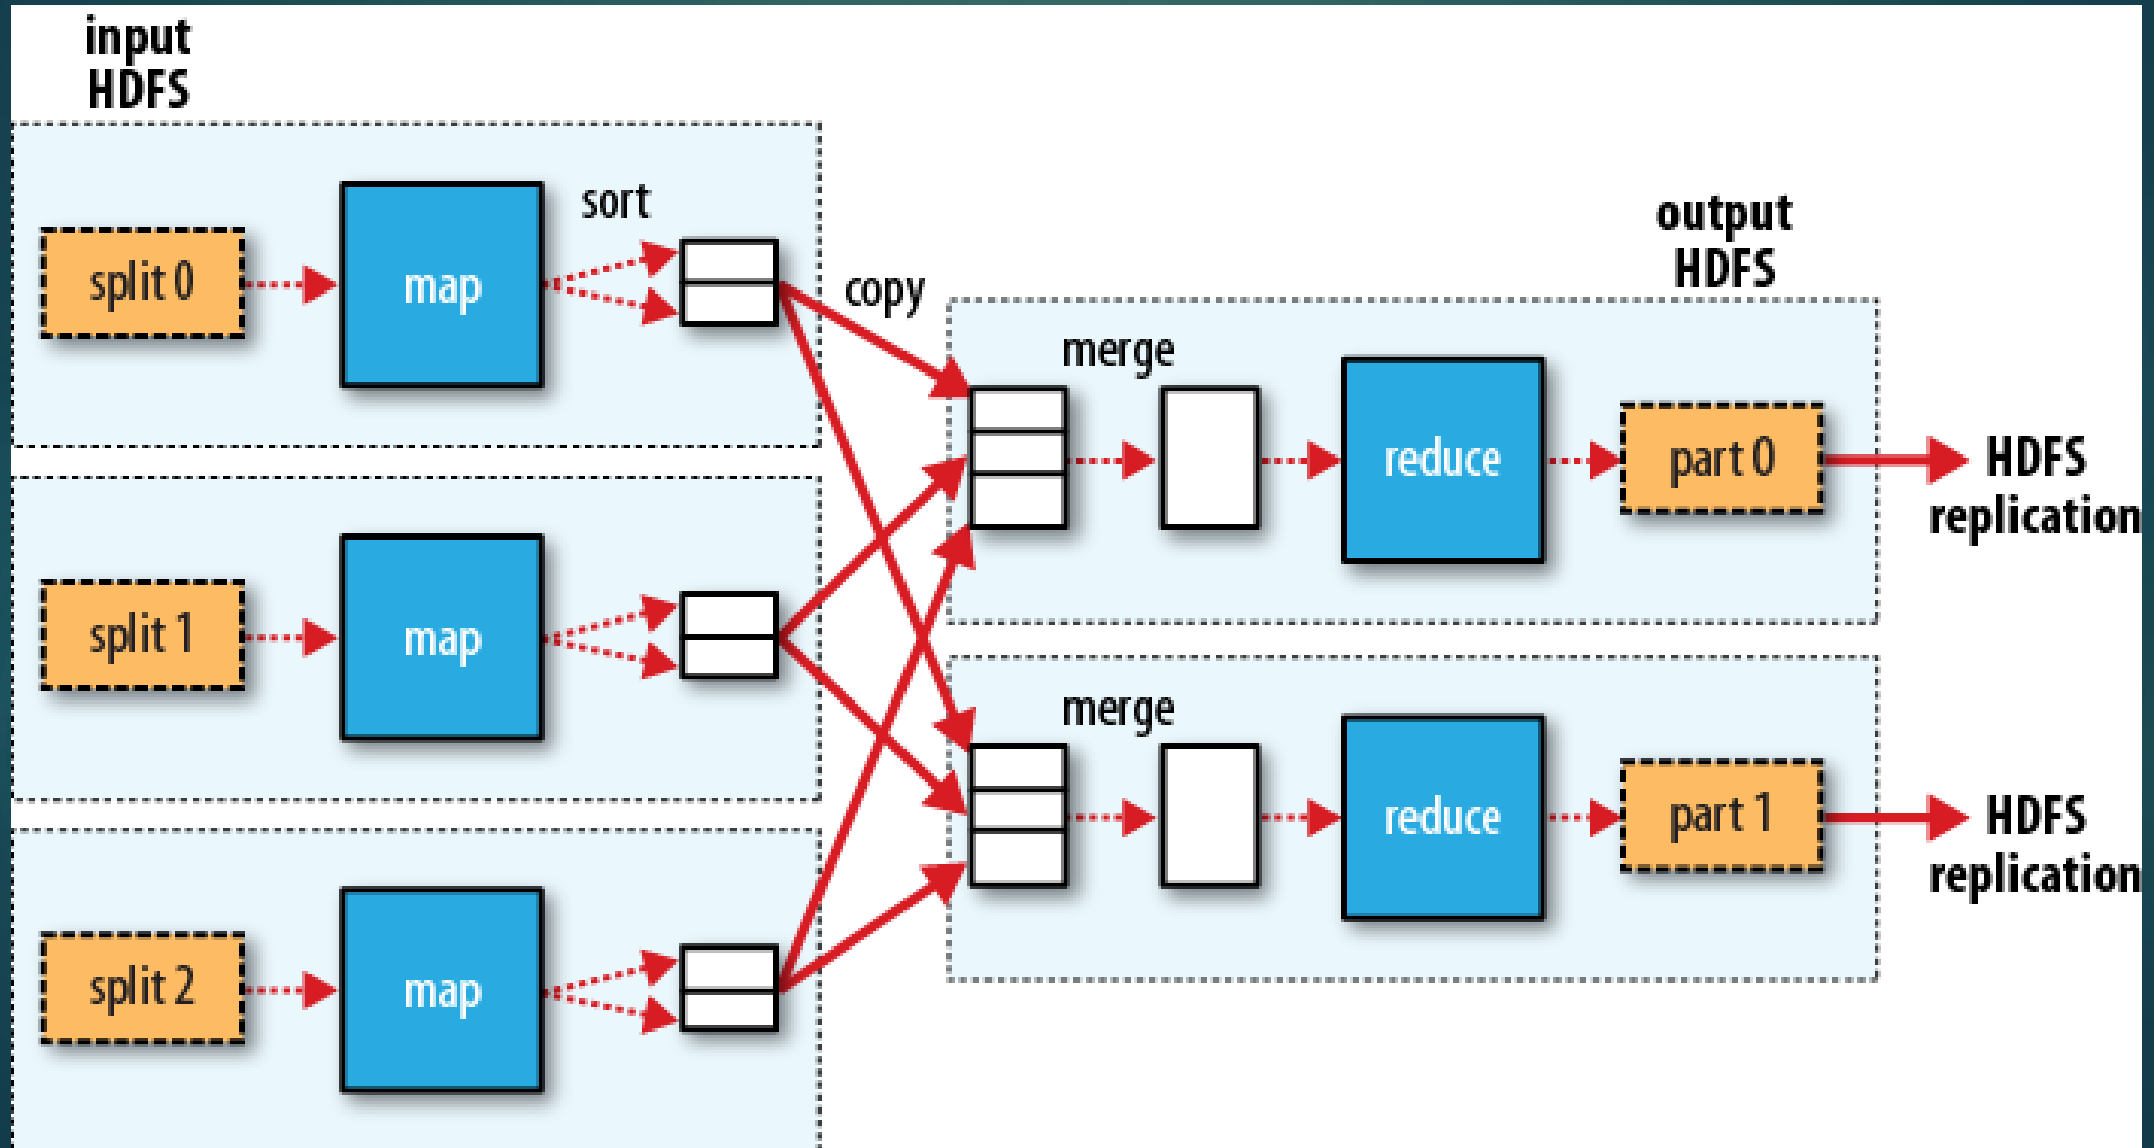 input
HDFS
split 0
map
sort
copy
split 1
map
split 2
map
output
HDFS
merge
reduce
part 0
HDFS
replication
merge
reduce
part 1
HDFS
replication